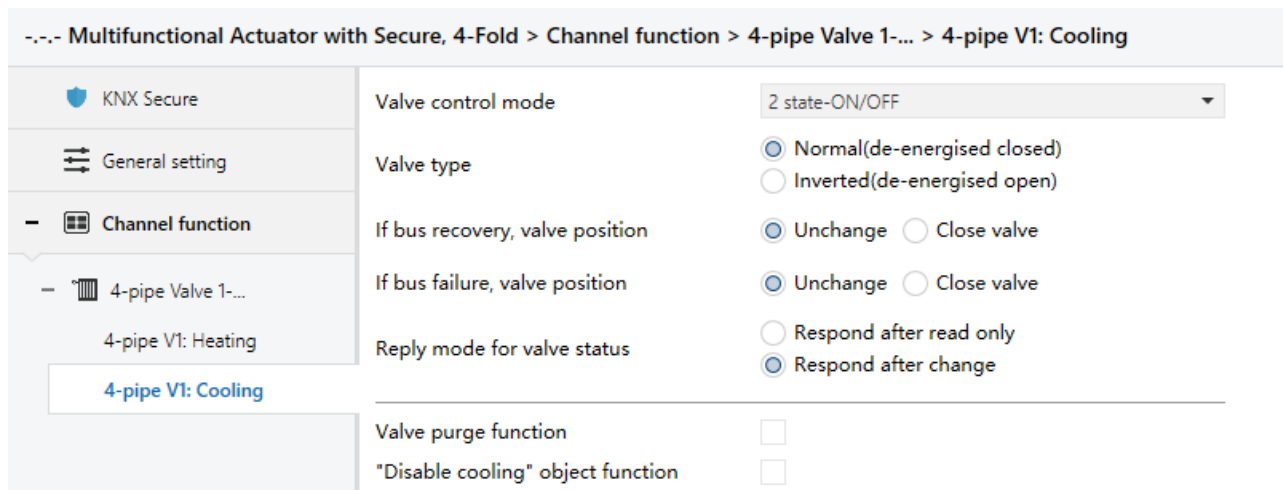 -.-.- Multifunctional Actuator with Secure, 4-Fold > Channel function > 4-pipe Valve 1-... > 4-pipe V1: Cooling
KNX Secure
General setting
Channel function
4-pipe Valve 1-...
4-pipe V1: Heating
4-pipe V1: Cooling
Valve control mode 2 state-ON/OFF
Valve type Normal(de-energised closed)
Inverted(de-energised open)
If bus recovery, valve position Unchange Close valve
If bus failure, valve position Unchange Close valve
Reply mode for valve status Respond after read only
Respond after change
Valve purge function
"Disable cooling" object function